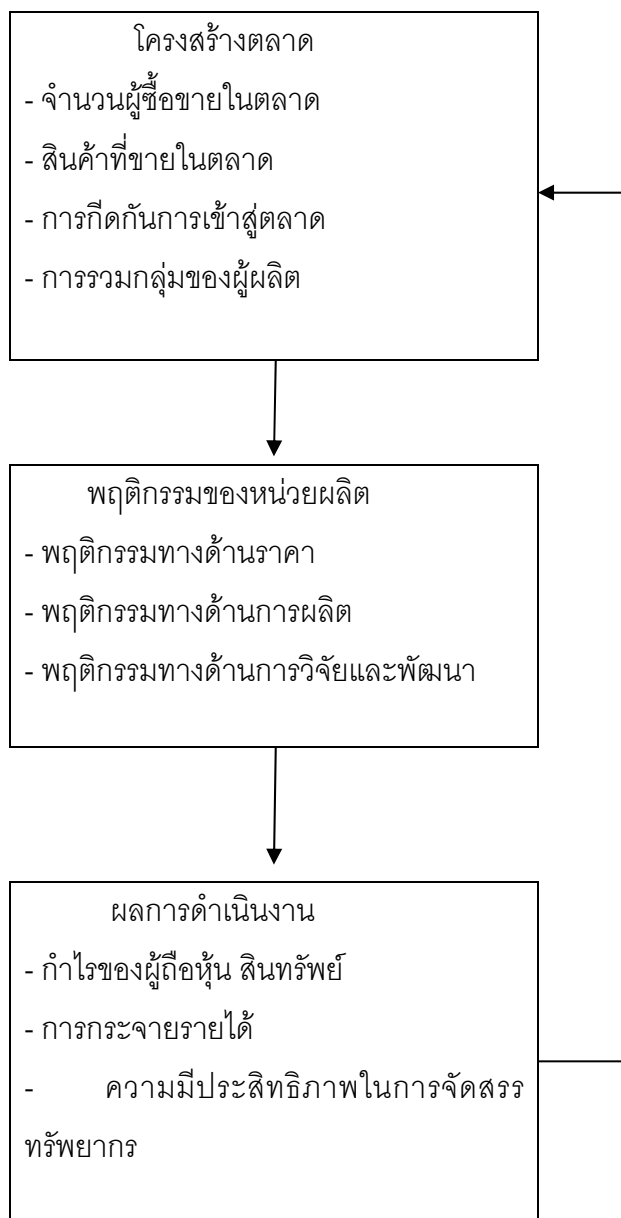 โครงสร้างตลาด
- จำนวนผู้ซื้อขายในตลาด
- สินค้าที่ขายในตลาด
- การกีดกันการเข้าสู่ตลาด
- การรวมกลุ่มของผู้ผลิต
พฤติกรรมของหน่วยผลิต
- พฤติกรรมทางด้านราคา
- พฤติกรรมทางด้านการผลิต
- พฤติกรรมทางด้านการวิจัยและพัฒนา
ผลการดำเนินงาน
- กำไรของผู้ถือหุ้น สินทรัพย์
- การกระจายรายได้
- ความมีประสิทธิภาพในการจัดสรร
ทรัพยากร